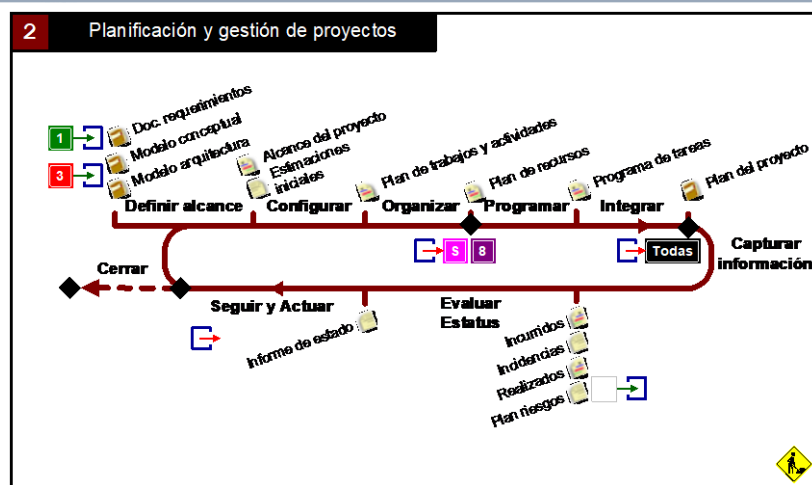 2 Planificación y gestión de proyectos
Doc. requerimientos
1
Modelo conceptual
3
Modelo arquitectura
Alcance del proyecto
Estimaciones
iniciales
Plan de trabajos y actividades
Plan de recursos
Programa de tareas
Plan del proyecto
Definir alcance
Configurar
Organizar
Programar
Integrar
S 8
Todas
Capturar
información
Cerrar
Seguir y Actuar
Evaluar
Estatus
Informe de estado
Incurridos
Incidencias
Realizados
Plan riesgos